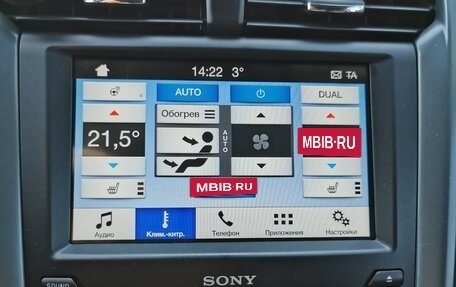 14:22 3° TA
AUTO DUAL
Обогрев
21,5°
AUTO
MBIB·RU
MBIB·RU
Аудио Клим.-контр. Телефон Приложения Настройки
SOUND SONY